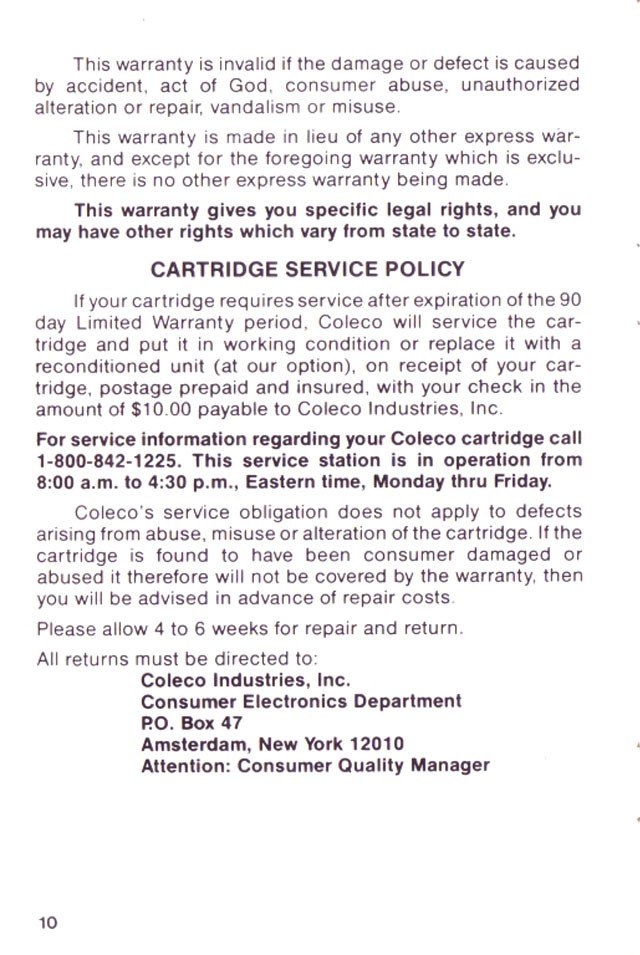 This warranty is invalid if the damage or defect is caused
by accident, act of God, consumer abuse, unauthorized
alteration or repair, vandalism or misuse.
This warranty is made in lieu of any other express war-
ranty, and except for the foregoing warranty which is exclu-
sive, there is no other express warranty being made.
This warranty gives you specific legal rights, and you
may have other rights which vary from state to state.
CARTRIDGE SERVICE POLICY
If your cartridge requires service after expiration of the 90
day Limited Warranty period, Coleco will service the car-
tridge and put it in working condition or replace it with a
reconditioned unit (at our option), on receipt of your car-
tridge, postage prepaid and insured, with your check in the
amount of $10.00 payable to Coleco Industries, Inc.
For service information regarding your Coleco cartridge call
1-800-842-1225. This service station is in operation from
8:00 a.m. to 4:30 p.m., Eastern time, Monday thru Friday.
Coleco's service obligation does not apply to defects
arising from abuse, misuse or alteration of the cartridge. If the
cartridge is found to have been consumer damaged or
abused it therefore will not be covered by the warranty, then
you will be advised in advance of repair costs.
Please allow 4 to 6 weeks for repair and return.
All returns must be directed to:
Coleco Industries, Inc.
Consumer Electronics Department
P.O. Box 47
Amsterdam, New York 12010
Attention: Consumer Quality Manager
10